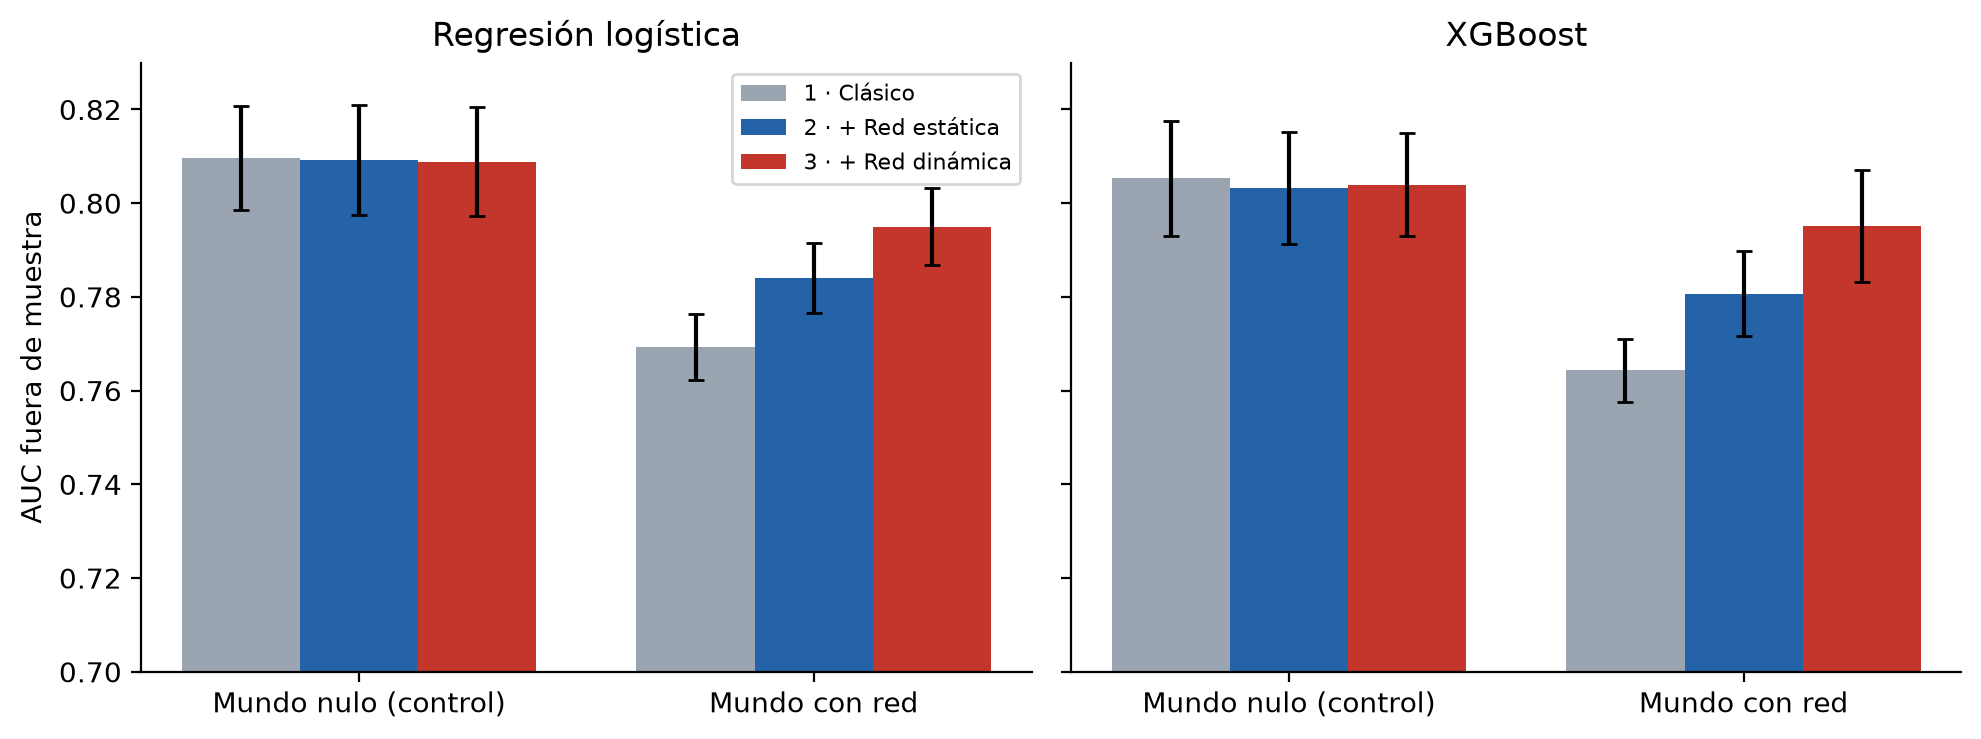 Regresión logística
XGBoost
AUC fuera de muestra
0.82
0.80
0.78
0.76
0.74
0.72
0.70
1 · Clásico
2 · + Red estática
3 · + Red dinámica
Mundo nulo (control)
Mundo con red
Mundo nulo (control)
Mundo con red